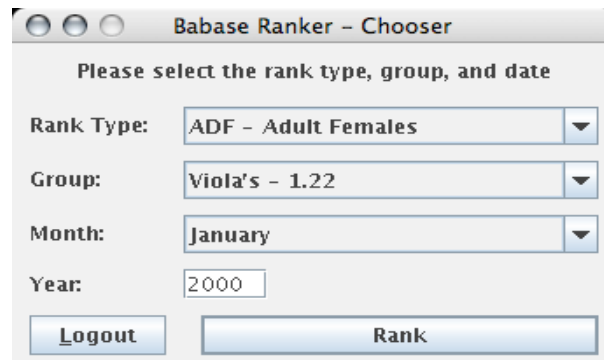 Babase Ranker – Chooser
Please select the rank type, group, and date
Rank Type: ADF – Adult Females
Group: Viola's – 1.22
Month: January
Year: 2000
Logout Rank